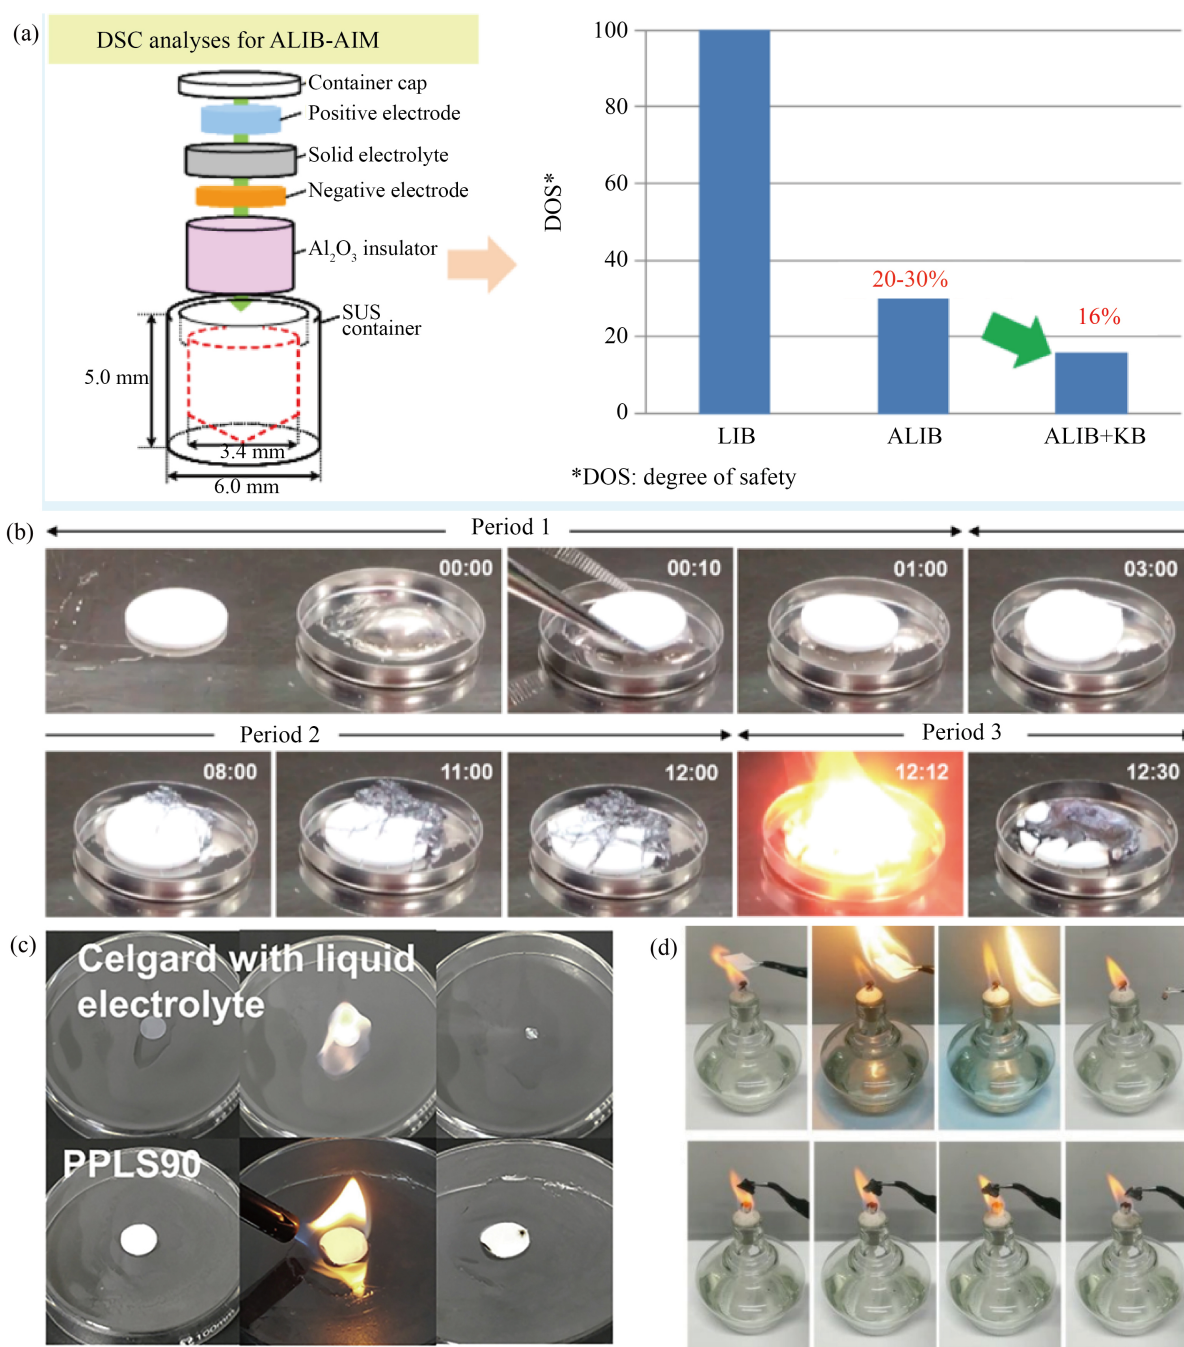 (a)
DSC analyses for ALIB-AIM
Container cap
Positive electrode
Solid electrolyte
Negative electrode
Al₂O₃ insulator
SUS
container
5.0 mm
3.4 mm
6.0 mm
DOS*
100
80
60
40
20
0
20-30%
16%
LIB
ALIB
ALIB+KB
*DOS: degree of safety
(b)
Period 1
00:00
00:10
01:00
03:00
Period 2
Period 3
08:00
11:00
12:00
12:12
12:30
(c)
Celgard with liquid
electrolyte
PPLS90
100mm
(d)